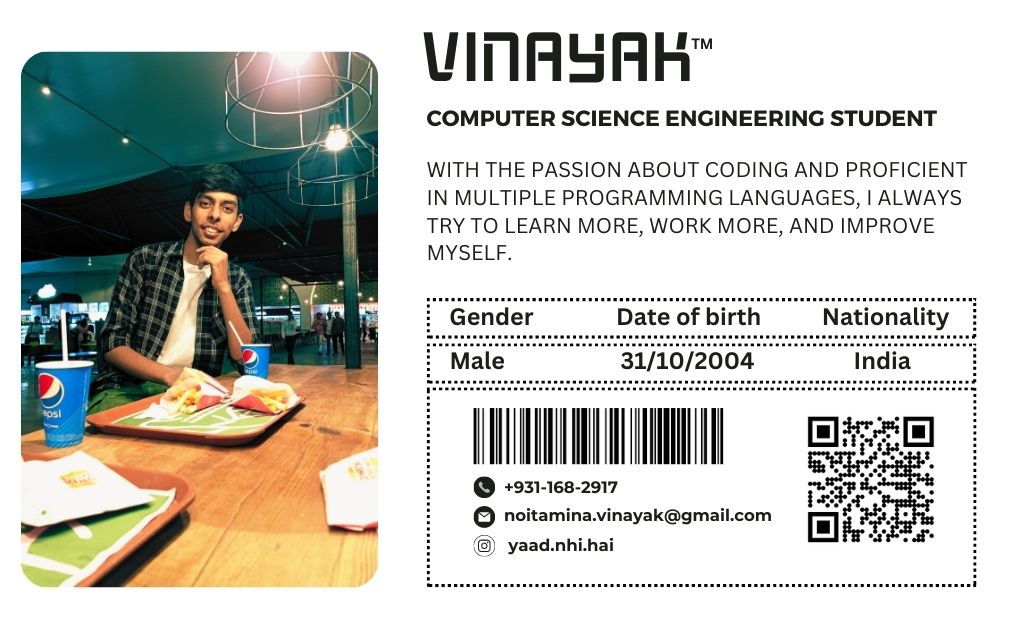 VINAYAK™
COMPUTER SCIENCE ENGINEERING STUDENT
WITH THE PASSION ABOUT CODING AND PROFICIENT
IN MULTIPLE PROGRAMMING LANGUAGES, I ALWAYS
TRY TO LEARN MORE, WORK MORE, AND IMPROVE
MYSELF.
Gender Date of birth Nationality
Male 31/10/2004 India
+931-168-2917
noitamina.vinayak@gmail.com
yaad.nhi.hai
pepsi